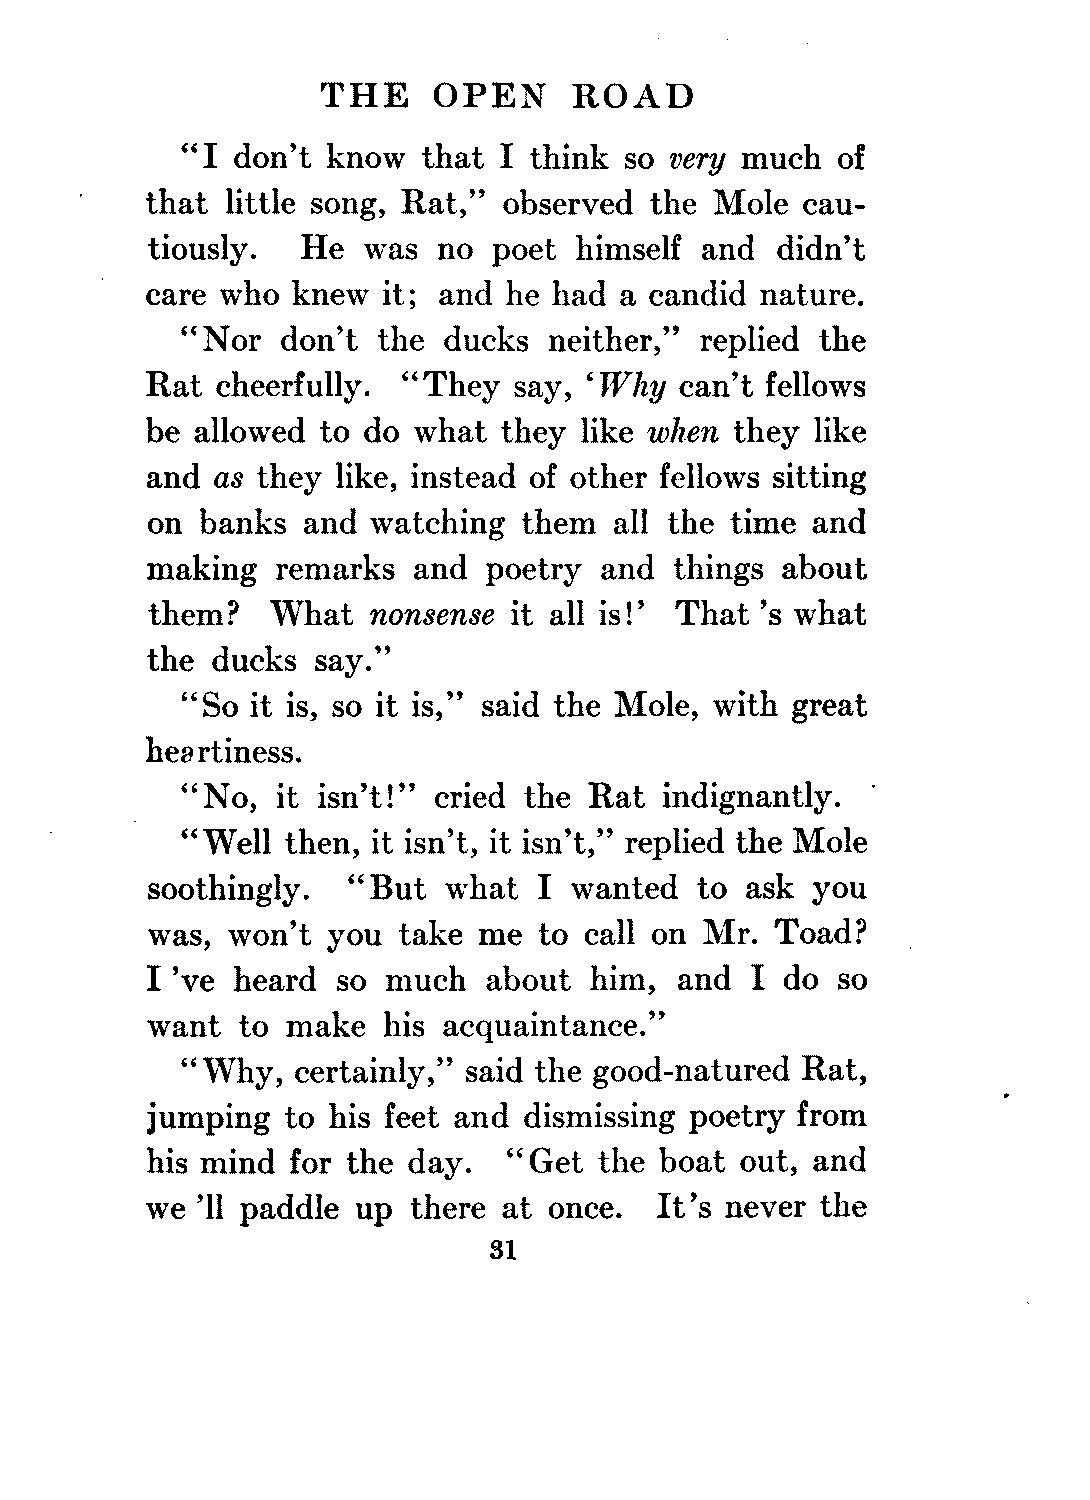 THE OPEN ROAD
“I don’t know that I think so very much of
that little song, Rat,” observed the Mole cau-
tiously. He was no poet himself and didn’t
care who knew it; and he had a candid nature.
“Nor don’t the ducks neither,” replied the
Rat cheerfully. “They say, ‘Why can’t fellows
be allowed to do what they like when they like
and as they like, instead of other fellows sitting
on banks and watching them all the time and
making remarks and poetry and things about
them? What nonsense it all is!’ That ’s what
the ducks say.”
“So it is, so it is,” said the Mole, with great
heartiness.
“No, it isn’t!” cried the Rat indignantly.
“Well then, it isn’t, it isn’t,” replied the Mole
soothingly. “But what I wanted to ask you
was, won’t you take me to call on Mr. Toad?
I ’ve heard so much about him, and I do so
want to make his acquaintance.”
“Why, certainly,” said the good-natured Rat,
jumping to his feet and dismissing poetry from
his mind for the day. “Get the boat out, and
we ’ll paddle up there at once. It’s never the
31